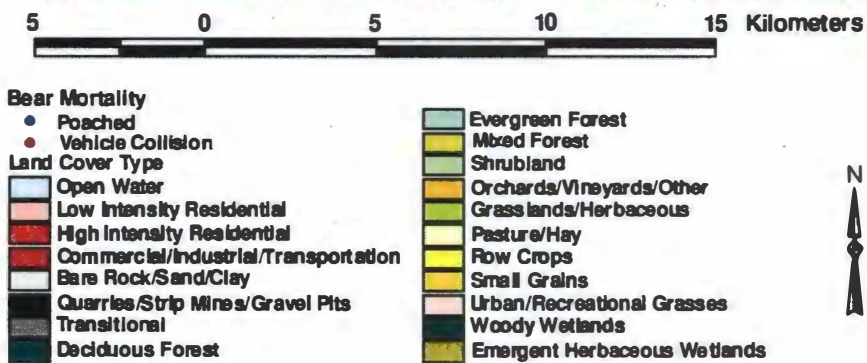 5 0 5 10 15 Kilometers
Bear Mortality
Poached
Vehicle Collision
Land Cover Type
Open Water
Low Intensity Residential
High Intensity Residential
Commercial/Industrial/Transportation
Bare Rock/Sand/Clay
Quarries/Strip Mines/Gravel Pits
Transitional
Deciduous Forest
Evergreen Forest
Mixed Forest
Shrubland
Orchards/Vineyards/Other
Grasslands/Herbaceous
Pasture/Hay
Row Crops
Small Grains
Urban/Recreational Grasses
Woody Wetlands
Emergent Herbaceous Wetlands
N